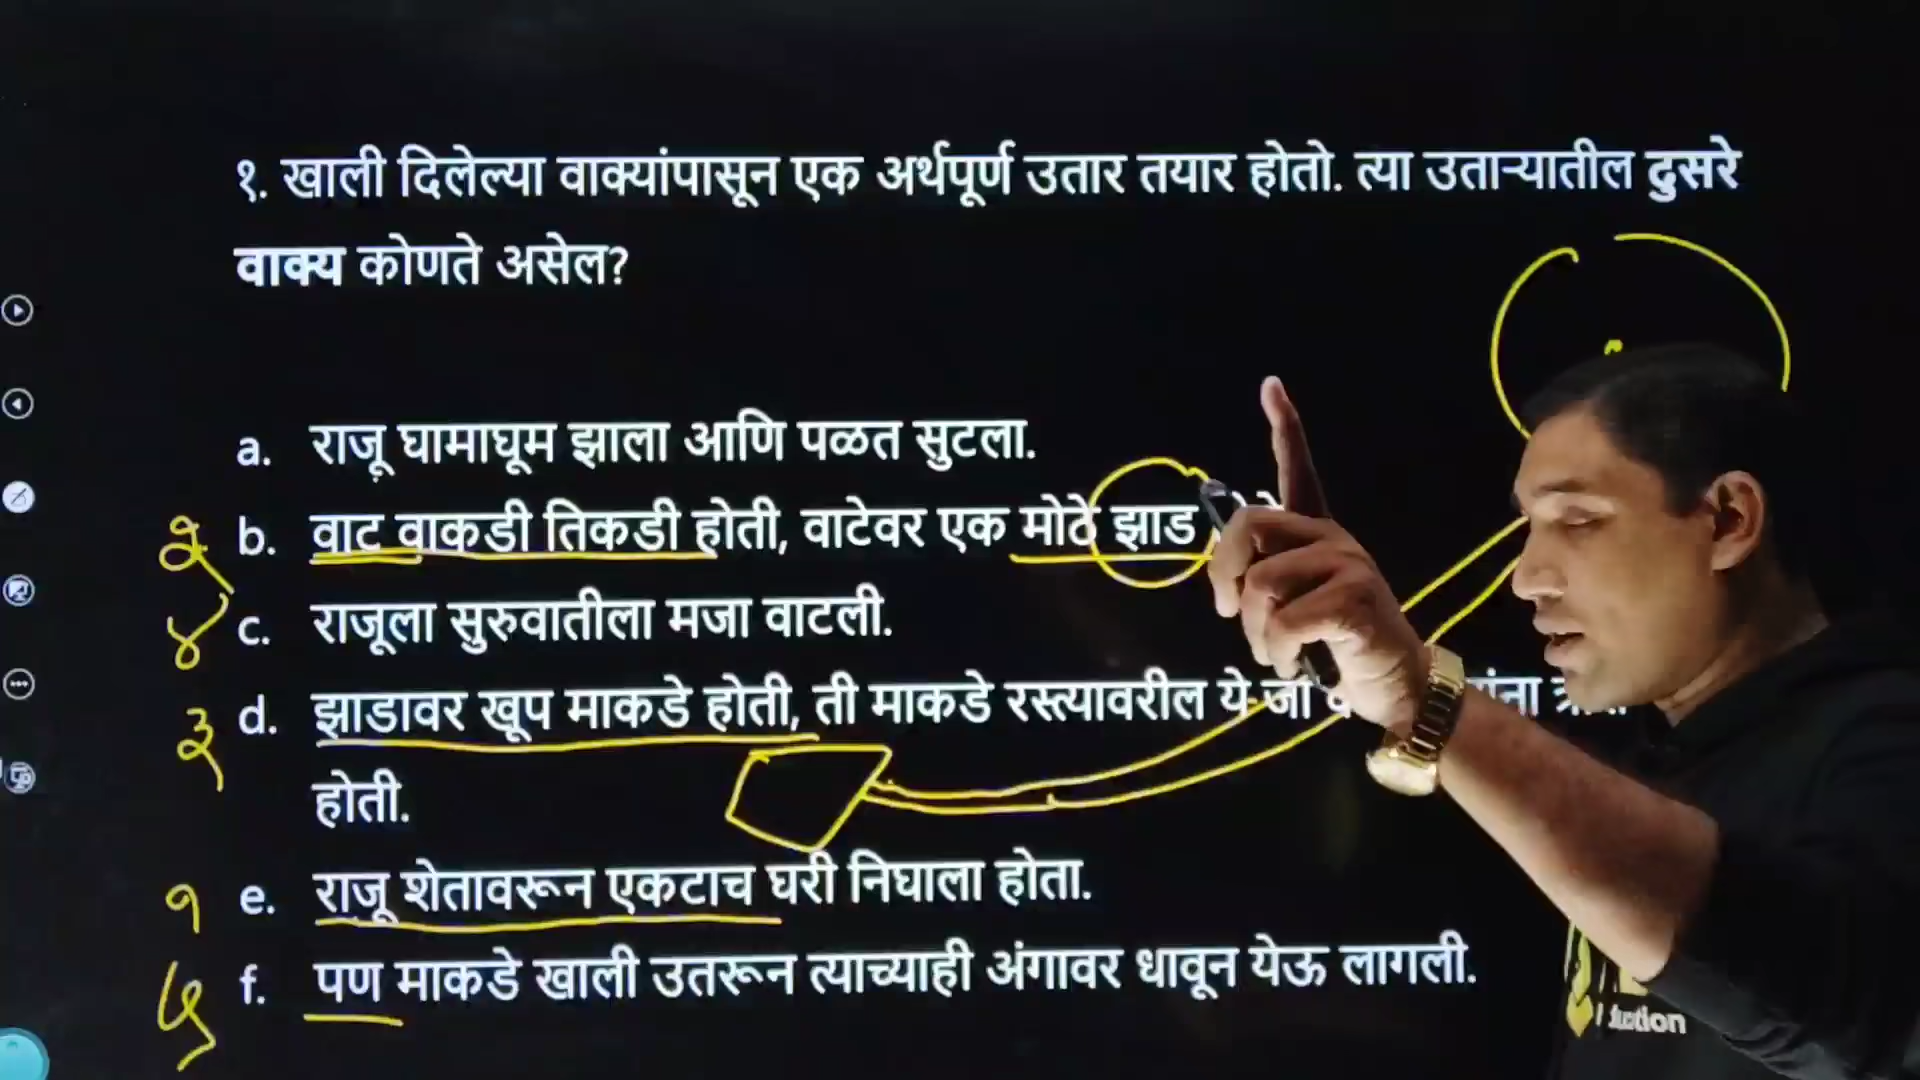 १. खाली दिलेल्या वाक्यांपासून एक अर्थपूर्ण उतार तयार होतो. त्या उताऱ्यातील दुसरे
वाक्य कोणते असेल?
a. राजू घामाघूम झाला आणि पळत सुटला.
२ b. वाट वाकडी तिकडी होती, वाटेवर एक मोठे झाड
४ c. राजूला सुरुवातीला मजा वाटली.
३ d. झाडावर खूप माकडे होती, ती माकडे रस्त्यावरील ये जा
होती.
१ e. राजू शेतावरून एकटाच घरी निघाला होता.
५ f. पण माकडे खाली उतरून त्याच्याही अंगावर धावून येऊ लागली.